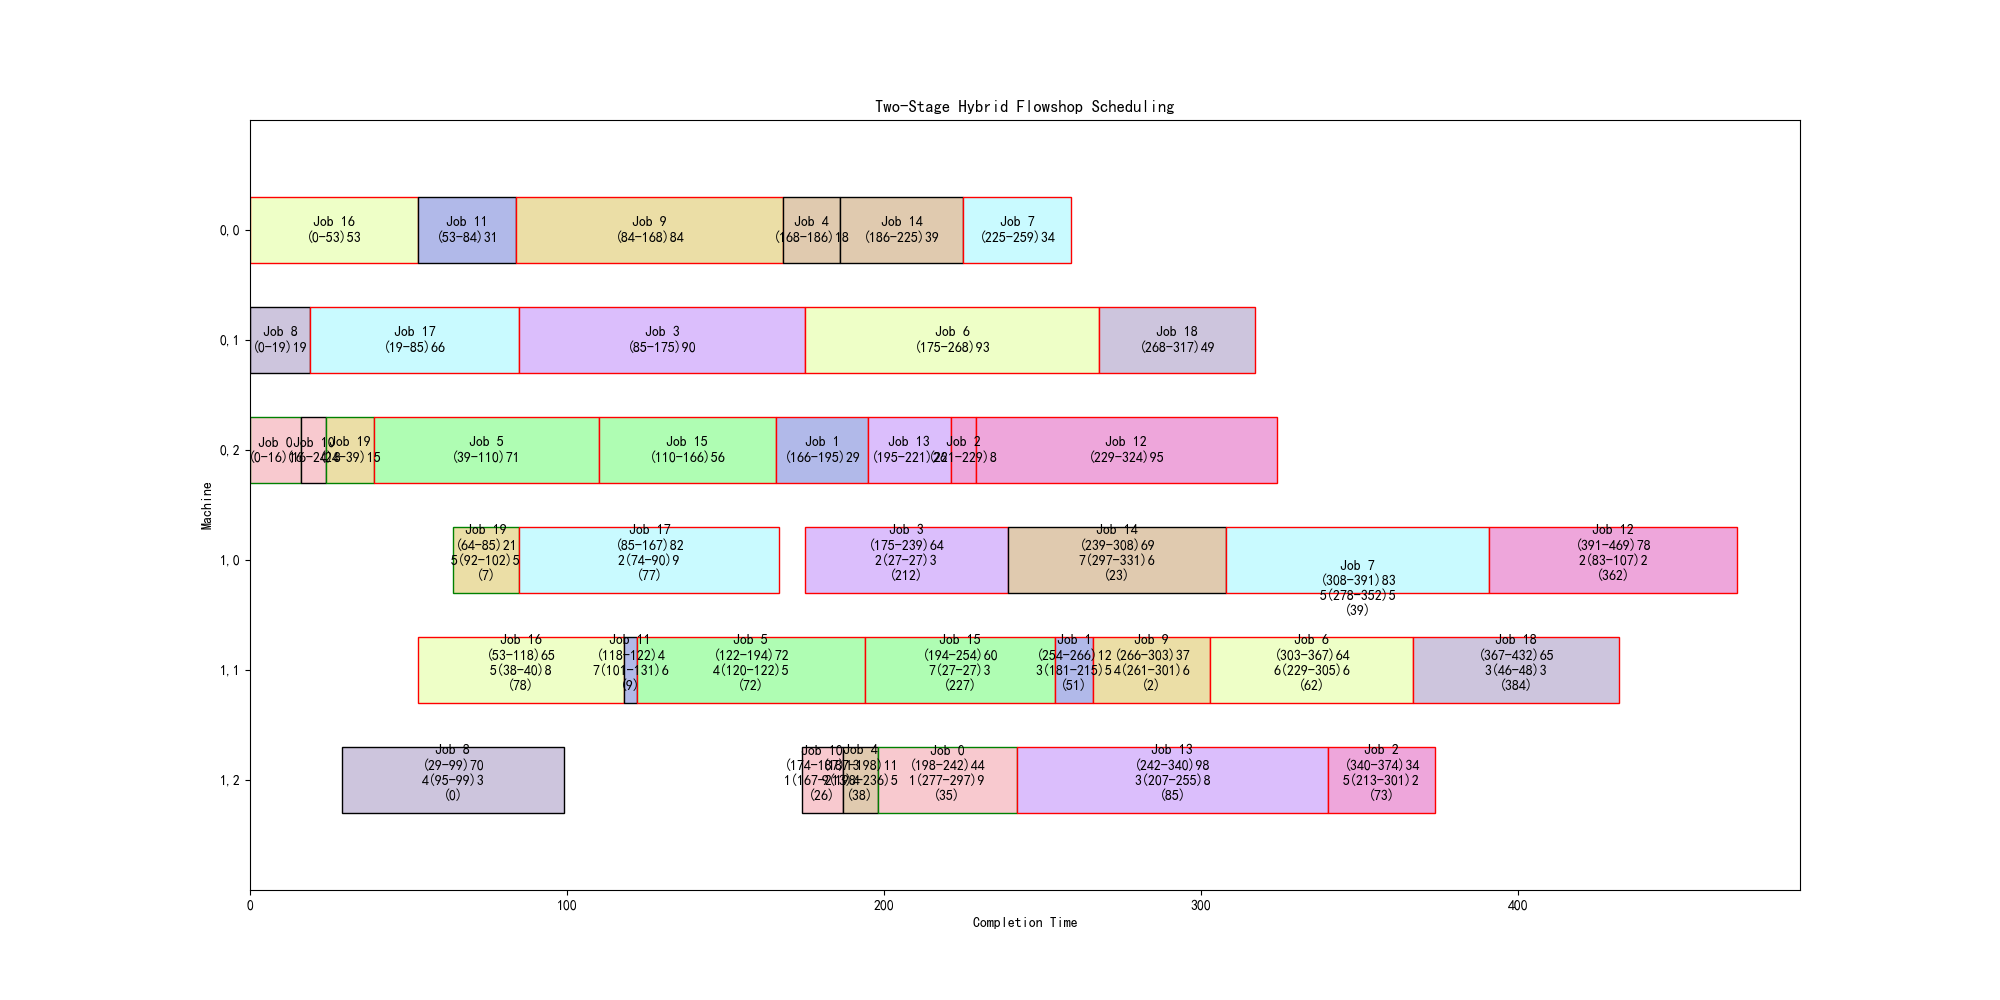 Two-Stage Hybrid Flowshop Scheduling
0,0
Job 16
(0-53)53
Job 11
(53-84)31
Job 9
(84-168)84
Job 4
(168-186)18
Job 14
(186-225)39
Job 7
(225-259)34
0,1
Job 8
(0-19)19
Job 17
(19-85)66
Job 3
(85-175)90
Job 6
(175-268)93
Job 18
(268-317)49
0,2
Job 0
(0-16)16
Job 10
(16-24)8
Job 19
(24-39)15
Job 5
(39-110)71
Job 15
(110-166)56
Job 1
(166-195)29
Job 13
(195-221)26
Job 2
(221-229)8
Job 12
(229-324)95
Machine
1,0
Job 19
(64-85)21
5(92-102)5
(7)
Job 17
(85-167)82
2(74-90)9
(77)
Job 3
(175-239)64
2(27-27)3
(212)
Job 14
(239-308)69
7(297-331)6
(23)
Job 7
(308-391)83
5(278-352)5
(39)
Job 12
(391-469)78
2(83-107)2
(362)
1,1
Job 16
(53-118)65
5(38-40)8
(78)
Job 11
(118-122)4
7(101-131)6
(9)
Job 5
(122-194)72
4(120-122)5
(72)
Job 15
(194-254)60
7(27-27)3
(227)
Job 1
(254-266)12
3(181-215)5
(51)
Job 9
(266-303)37
4(261-301)6
(2)
Job 6
(303-367)64
6(229-305)6
(62)
Job 18
(367-432)65
3(46-48)3
(384)
1,2
Job 8
(29-99)70
4(95-99)3
(0)
Job 10
(174-187)13
(26)
Job 4
(187-198)11
(38)
Job 0
(198-242)44
1(277-297)9
(35)
Job 13
(242-340)98
3(207-255)8
(85)
Job 2
(340-374)34
5(213-301)2
(73)
0
100
200
300
400
Completion Time